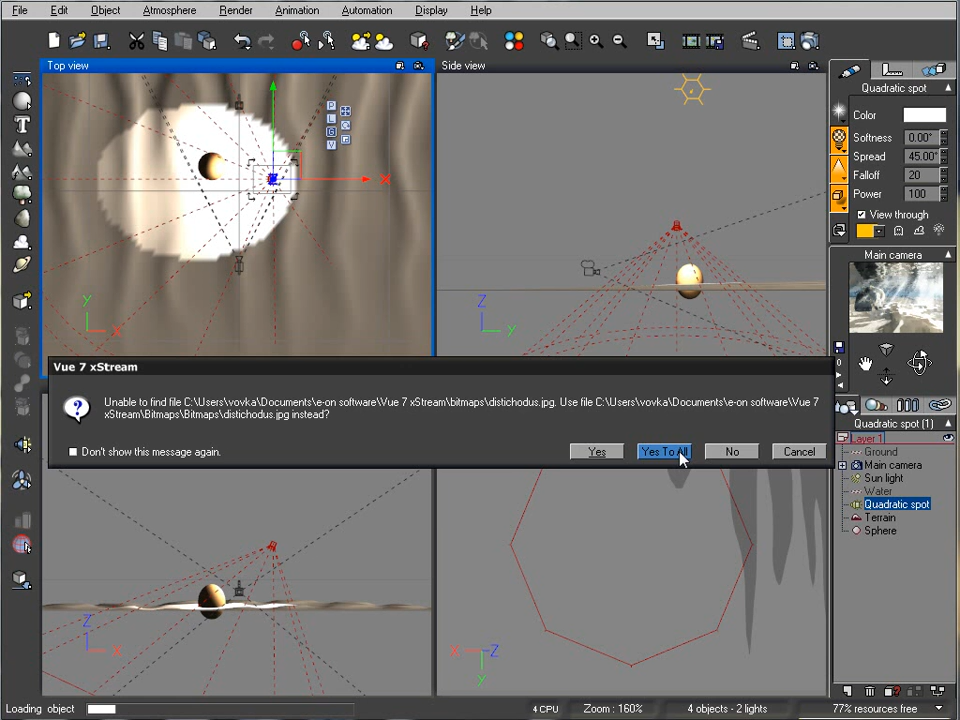 File Edit Object Atmosphere Render Animation Automation Display Help
Top view
Side view
P
L
G
V
Y
X
X
Z
Y
Quadratic spot
Color
Softness 0.00°
Spread 45.00°
Falloff 20
Power 100
View through
Main camera
0
Vue 7 xStream
Unable to find file C:\Users\vovka\Documents\e-on software\Vue 7 xStream\bitmaps\distichodus.jpg. Use file C:\Users\vovka\Documents\e-on software\Vue 7
xStream\Bitmaps\Bitmaps\distichodus.jpg instead?
Don't show this message again.
Yes Yes To All No Cancel
Quadratic spot (1)
Layer 1
Ground
Main camera
Sun light
Water
Quadratic spot
Terrain
Sphere
Z
X
X
Z
Y
Loading object
4 CPU Zoom : 160% 4 objects - 2 lights 77% resources free